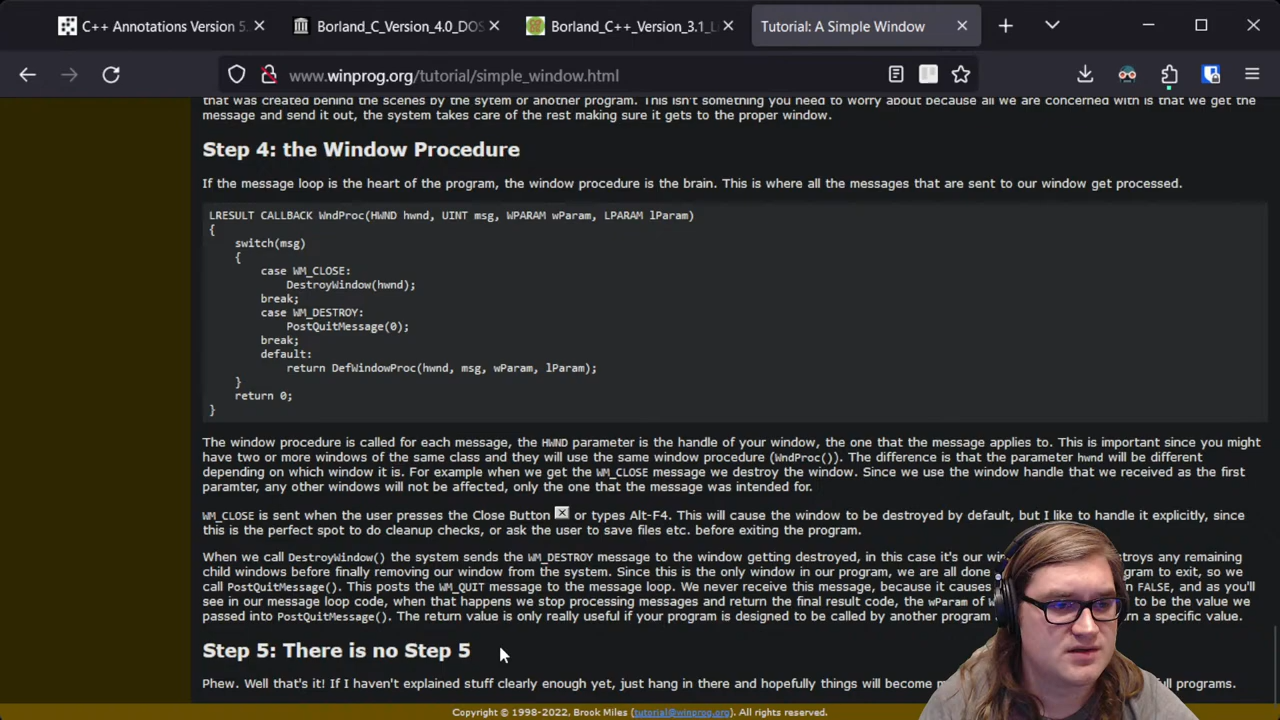 C++ Annotations Version 5.
Borland_C_Version_4.0_DOS
Borland_C++_Version_3.1_L
Tutorial: A Simple Window
www.winprog.org/tutorial/simple_window.html
that was created behind the scenes by the sytem or another program. This isn't something you need to worry about because all we are concerned with is that we get the
message and send it out, the system takes care of the rest making sure it gets to the proper window.
Step 4: the Window Procedure
If the message loop is the heart of the program, the window procedure is the brain. This is where all the messages that are sent to our window get processed.
LRESULT CALLBACK WndProc(HWND hwnd, UINT msg, WPARAM wParam, LPARAM lParam)
{
switch(msg)
{
case WM_CLOSE:
DestroyWindow(hwnd);
break;
case WM_DESTROY:
PostQuitMessage(0);
break;
default:
return DefWindowProc(hwnd, msg, wParam, lParam);
}
return 0;
}
The window procedure is called for each message, the HWND parameter is the handle of your window, the one that the message applies to. This is important since you might
have two or more windows of the same class and they will use the same window procedure (WndProc()). The difference is that the parameter hwnd will be different
depending on which window it is. For example when we get the WM_CLOSE message we destroy the window. Since we use the window handle that we received as the first
paramter, any other windows will not be affected, only the one that the message was intended for.
WM_CLOSE is sent when the user presses the Close Button or types Alt-F4. This will cause the window to be destroyed by default, but I like to handle it explicitly, since
this is the perfect spot to do cleanup checks, or ask the user to save files etc. before exiting the program.
When we call DestroyWindow() the system sends the WM_DESTROY message to the window getting destroyed, in this case it's our any remaining
child windows before finally removing our window from the system. Since this is the only window in our program, we are all done to exit, so we
call PostQuitMessage(). This posts the WM_QUIT message to the message loop. We never receive this message, because it causes FALSE, and as you'll
see in our message loop code, when that happens we stop processing messages and return the final result code, the wParam of to be the value we
passed into PostQuitMessage(). The return value is only really useful if your program is designed to be called by another program a specific value.
Step 5: There is no Step 5
Phew. Well that's it! If I haven't explained stuff clearly enough yet, just hang in there and hopefully things will become programs.
Copyright © 1998-2022, Brook Miles (tutorial@winprog.org). All rights reserved.